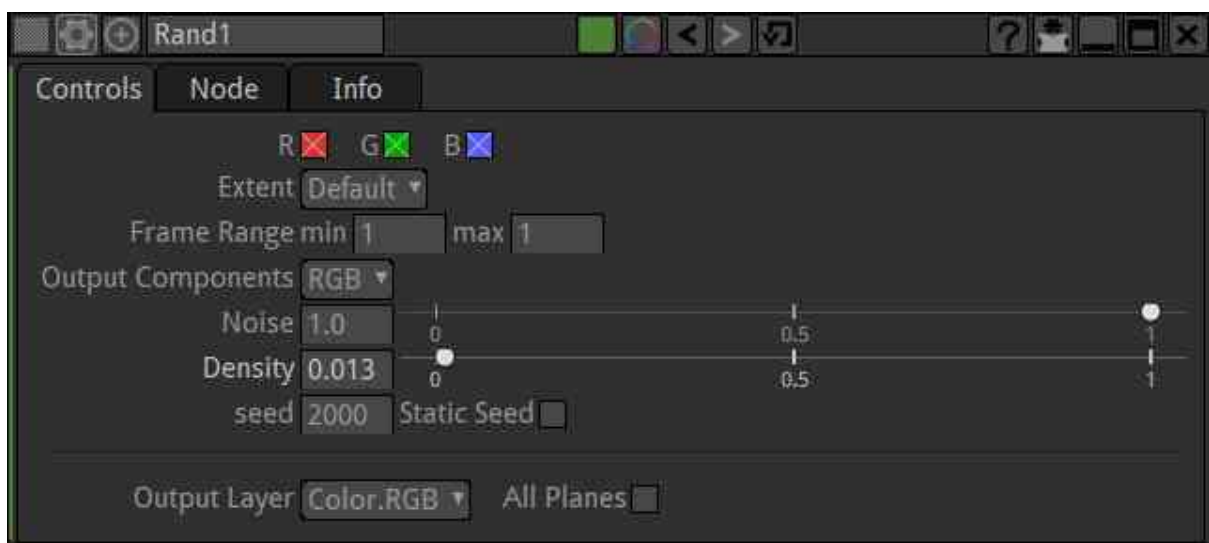 Rand1
Controls Node Info
R G B
Extent Default
Frame Range min 1 max 1
Output Components RGB
Noise 1.0 0 0.5 1
Density 0.013 0 0.5 1
seed 2000 Static Seed
Output Layer Color.RGB All Planes